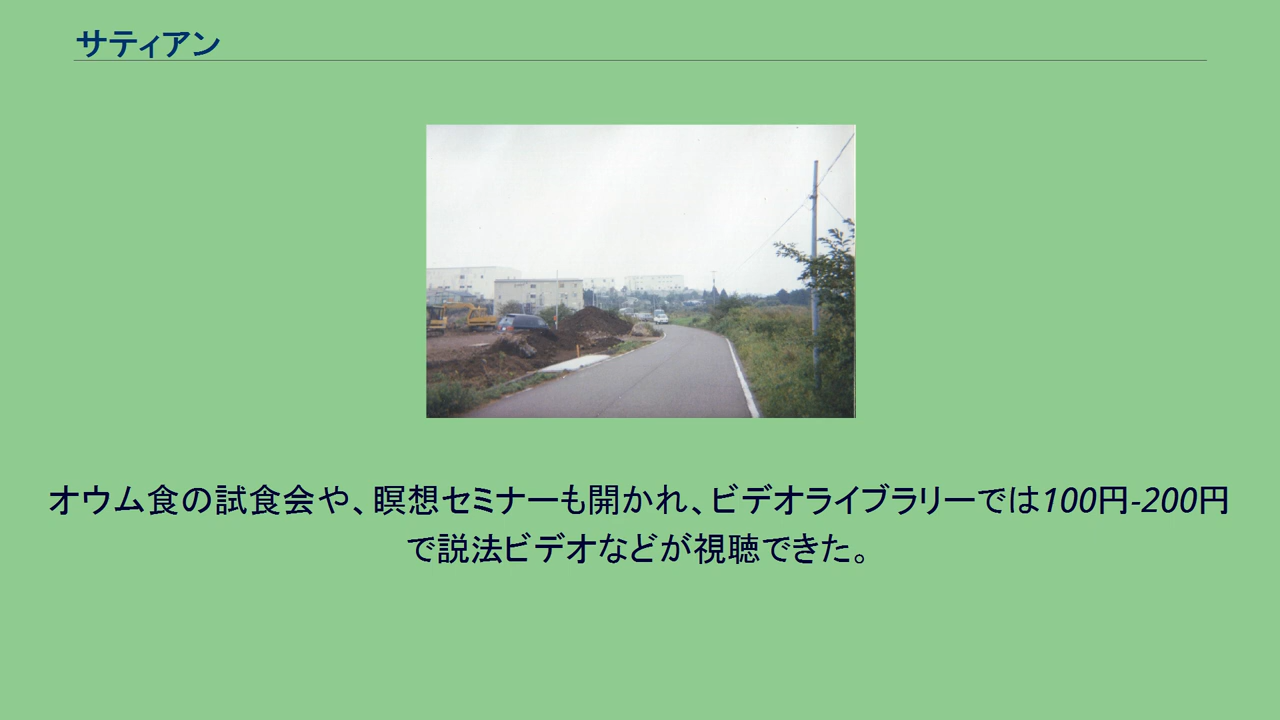 サティアン
オウム食の試食会や、瞑想セミナーも開かれ、ビデオライブラリーでは100円-200円
で説法ビデオなどが視聴できた。